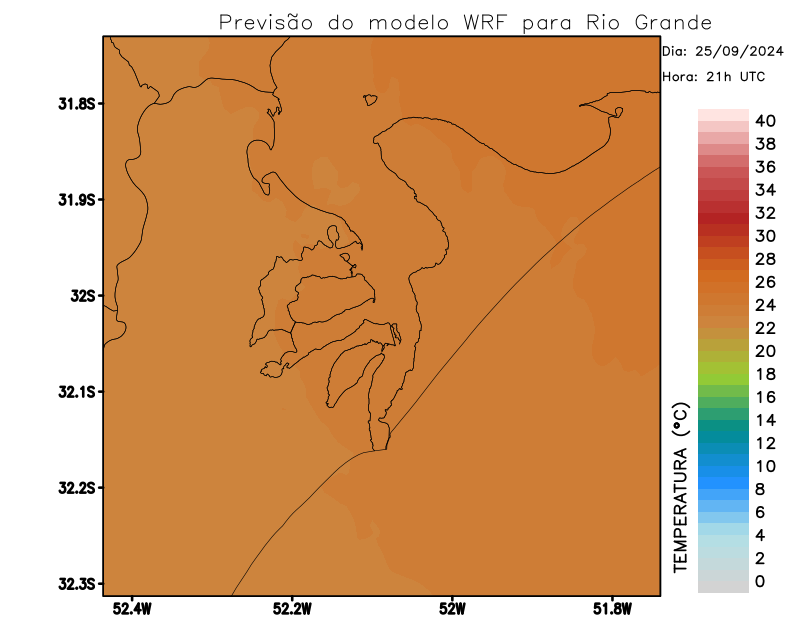 Previsão do modelo WRF para Rio Grande
Dia: 25/09/2024
Hora: 21h UTC
31.8S
31.9S
32S
32.1S
32.2S
32.3S
52.4W
52.2W
52W
51.8W
TEMPERATURA (ºC)
40
38
36
34
32
30
28
26
24
22
20
18
16
14
12
10
8
6
4
2
0